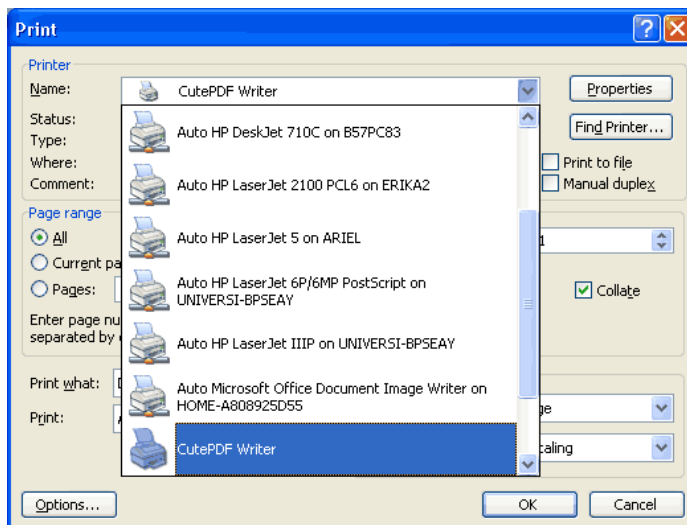 Print
Printer
Name:
CutePDF Writer
Properties
Status:
Auto HP DeskJet 710C on B57PC83
Find Printer...
Type:
Where:
Print to file
Comment:
Auto HP LaserJet 2100 PCL6 on ERIKA2
Manual duplex
Page range
All
Auto HP LaserJet 5 on ARIEL
1
Current pa
Pages:
Auto HP LaserJet 6P/6MP PostScript on
UNIVERSI-BPSEAY
Collate
Enter page nu
separated by
Auto HP LaserJet IIIP on UNIVERSI-BPSEAY
Print what:
Auto Microsoft Office Document Image Writer on
HOME-A808925D55
Print:
ge
CutePDF Writer
caling
Options...
OK
Cancel